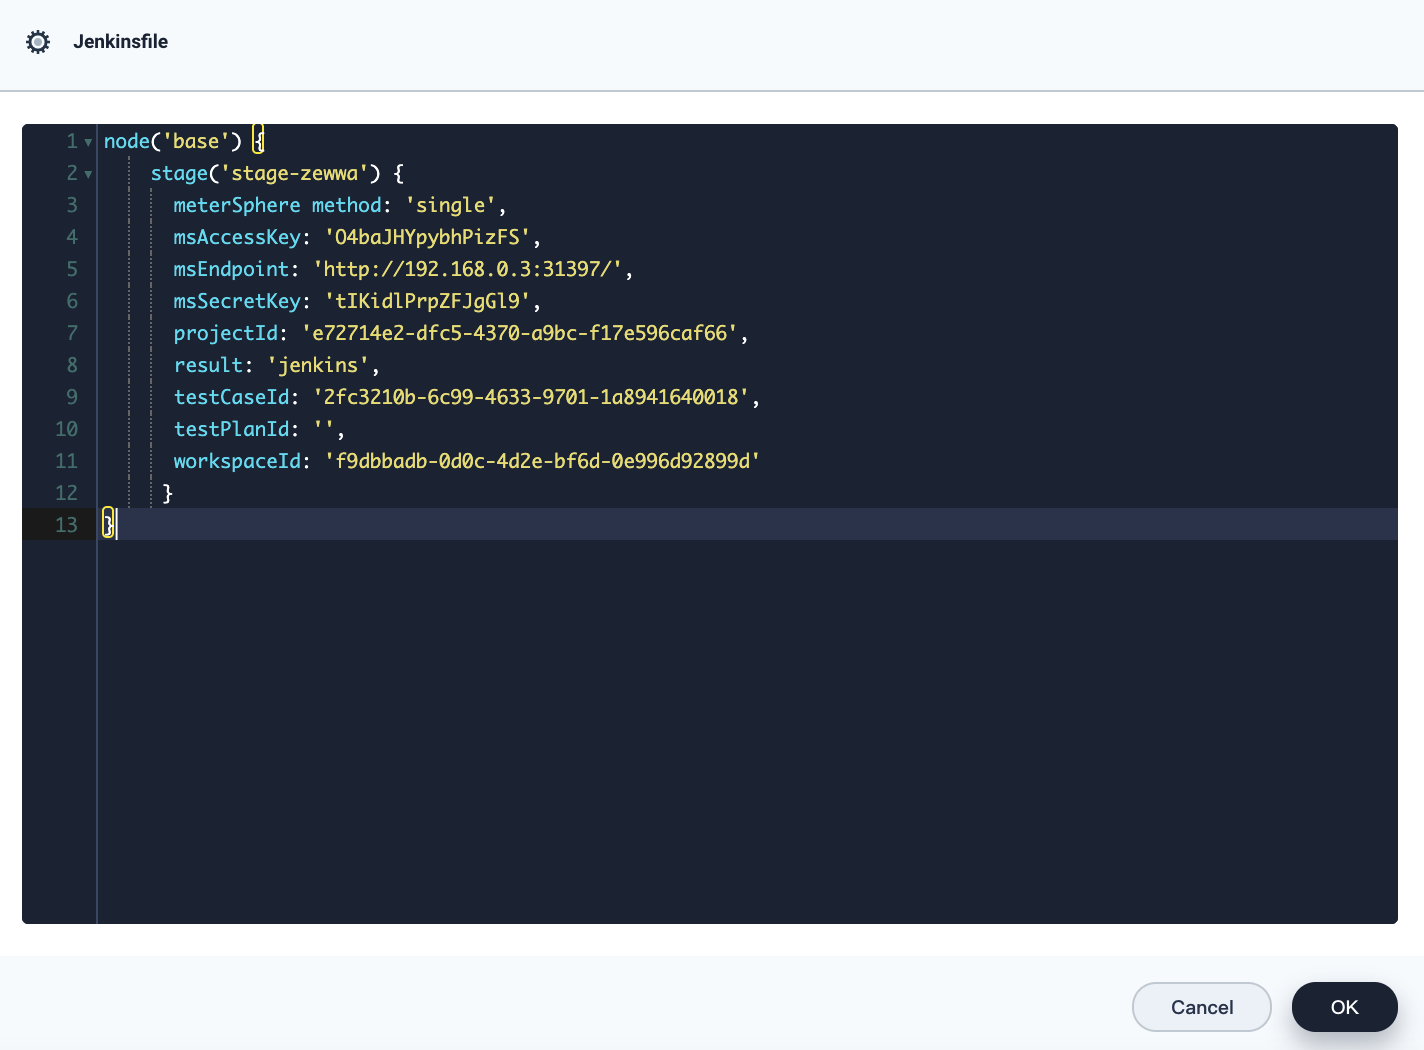 Jenkinsfile
1 node('base') {
2 stage('stage-zewwa') {
3 meterSphere method: 'single',
4 msAccessKey: 'O4baJHYpybhPizFS',
5 msEndpoint: 'http://192.168.0.3:31397/',
6 msSecretKey: 'tIKidlPrpZFJgGl9',
7 projectId: 'e72714e2-dfc5-4370-a9bc-f17e596caf66',
8 result: 'jenkins',
9 testCaseId: '2fc3210b-6c99-4633-9701-1a8941640018',
10 testPlanId: '',
11 workspaceId: 'f9dbbadb-0d0c-4d2e-bf6d-0e996d92899d'
12 }
13 }
Cancel OK